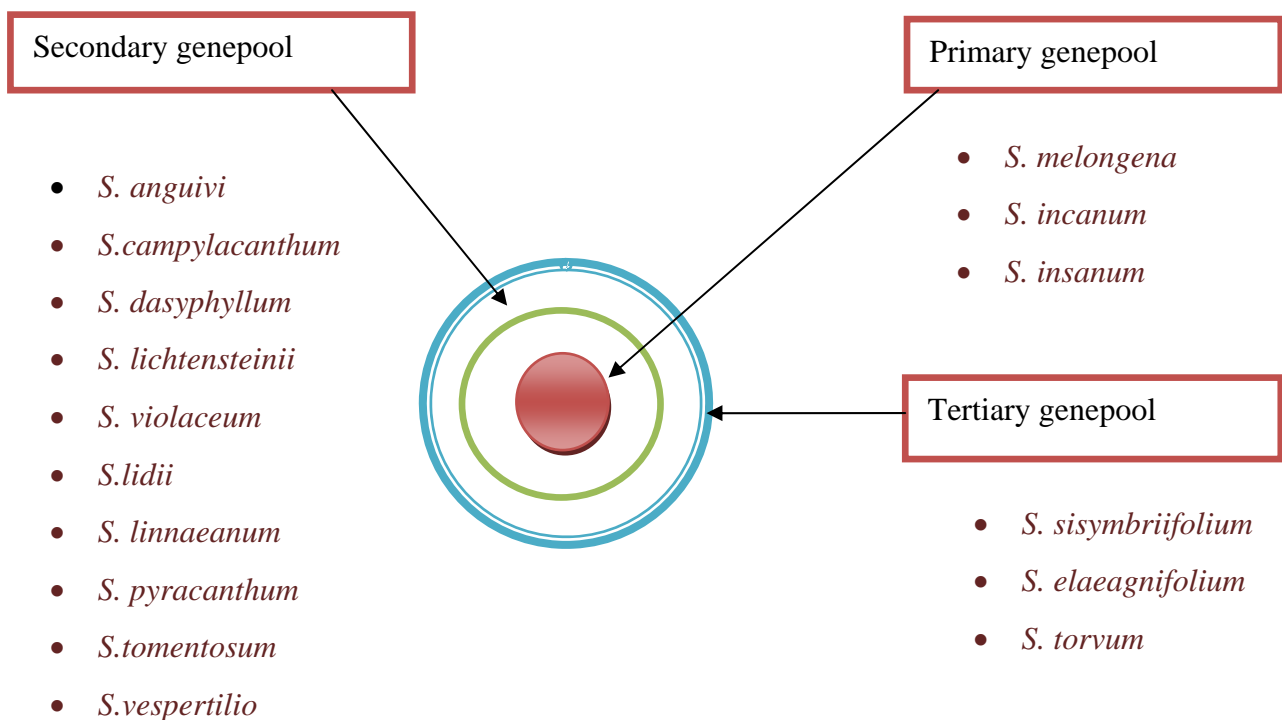 Secondary genepool
S. anguivi
S.campylacanthum
S. dasyphyllum
S. lichtensteinii
S. violaceum
S.lidii
S. linnaeanum
S. pyracanthum
S.tomentosum
S.vespertilio
Primary genepool
S. melongena
S. incanum
S. insanum
Tertiary genepool
S. sisymbriifolium
S. elaeagnifolium
S. torvum